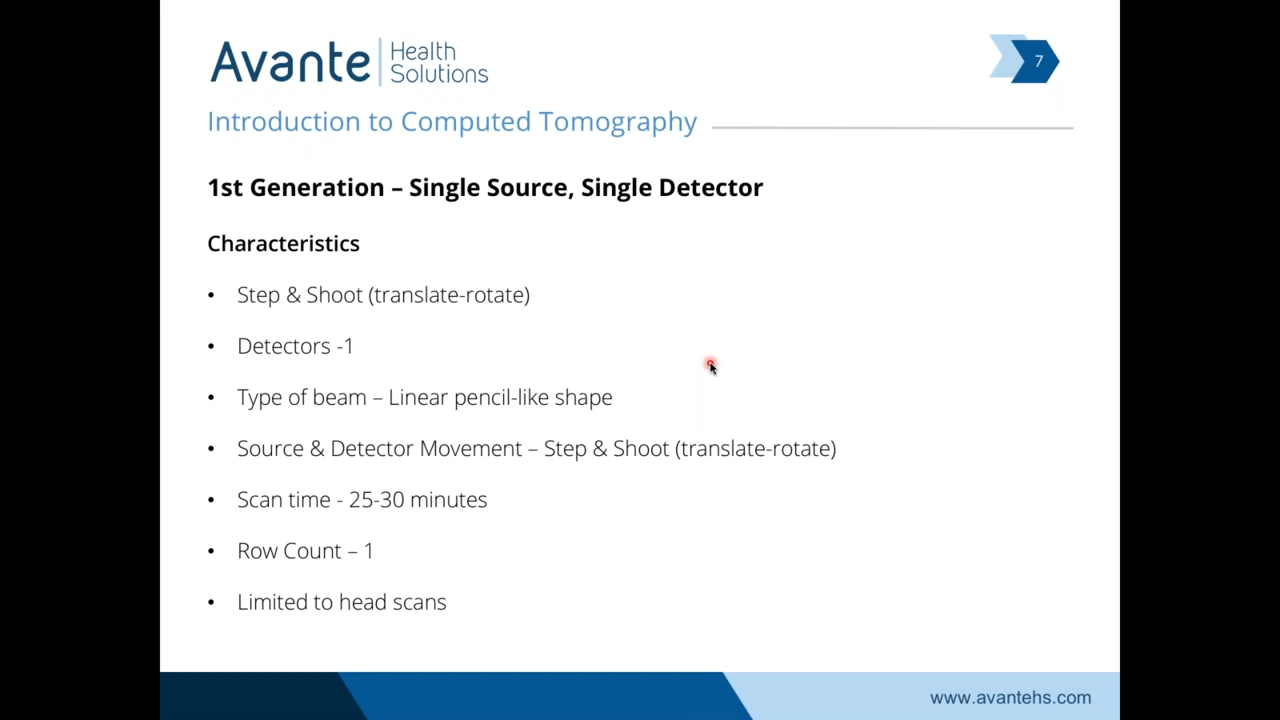 Avante Health Solutions
7
Introduction to Computed Tomography
1st Generation – Single Source, Single Detector
Characteristics
• Step & Shoot (translate-rotate)
• Detectors -1
• Type of beam – Linear pencil-like shape
• Source & Detector Movement – Step & Shoot (translate-rotate)
• Scan time - 25-30 minutes
• Row Count – 1
• Limited to head scans
www.avantehs.com